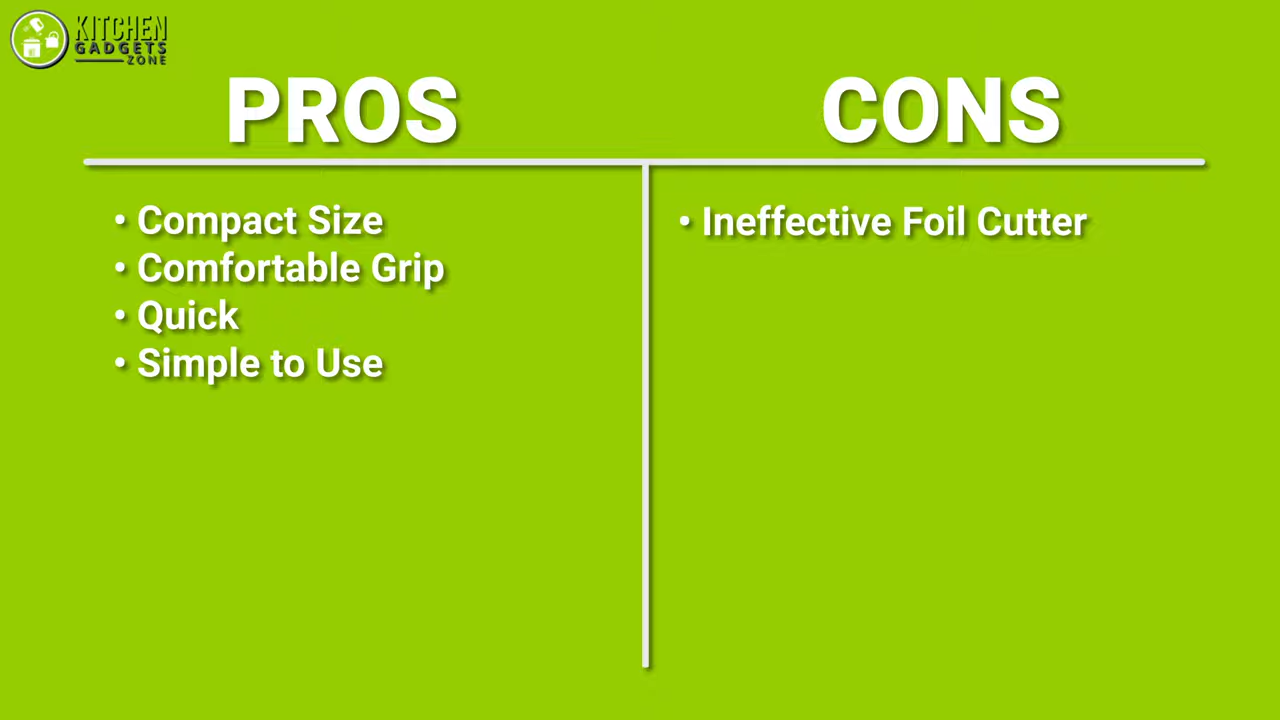 KITCHEN
GADGETS
ZONE
PROS
CONS
• Compact Size
• Comfortable Grip
• Quick
• Simple to Use
• Ineffective Foil Cutter